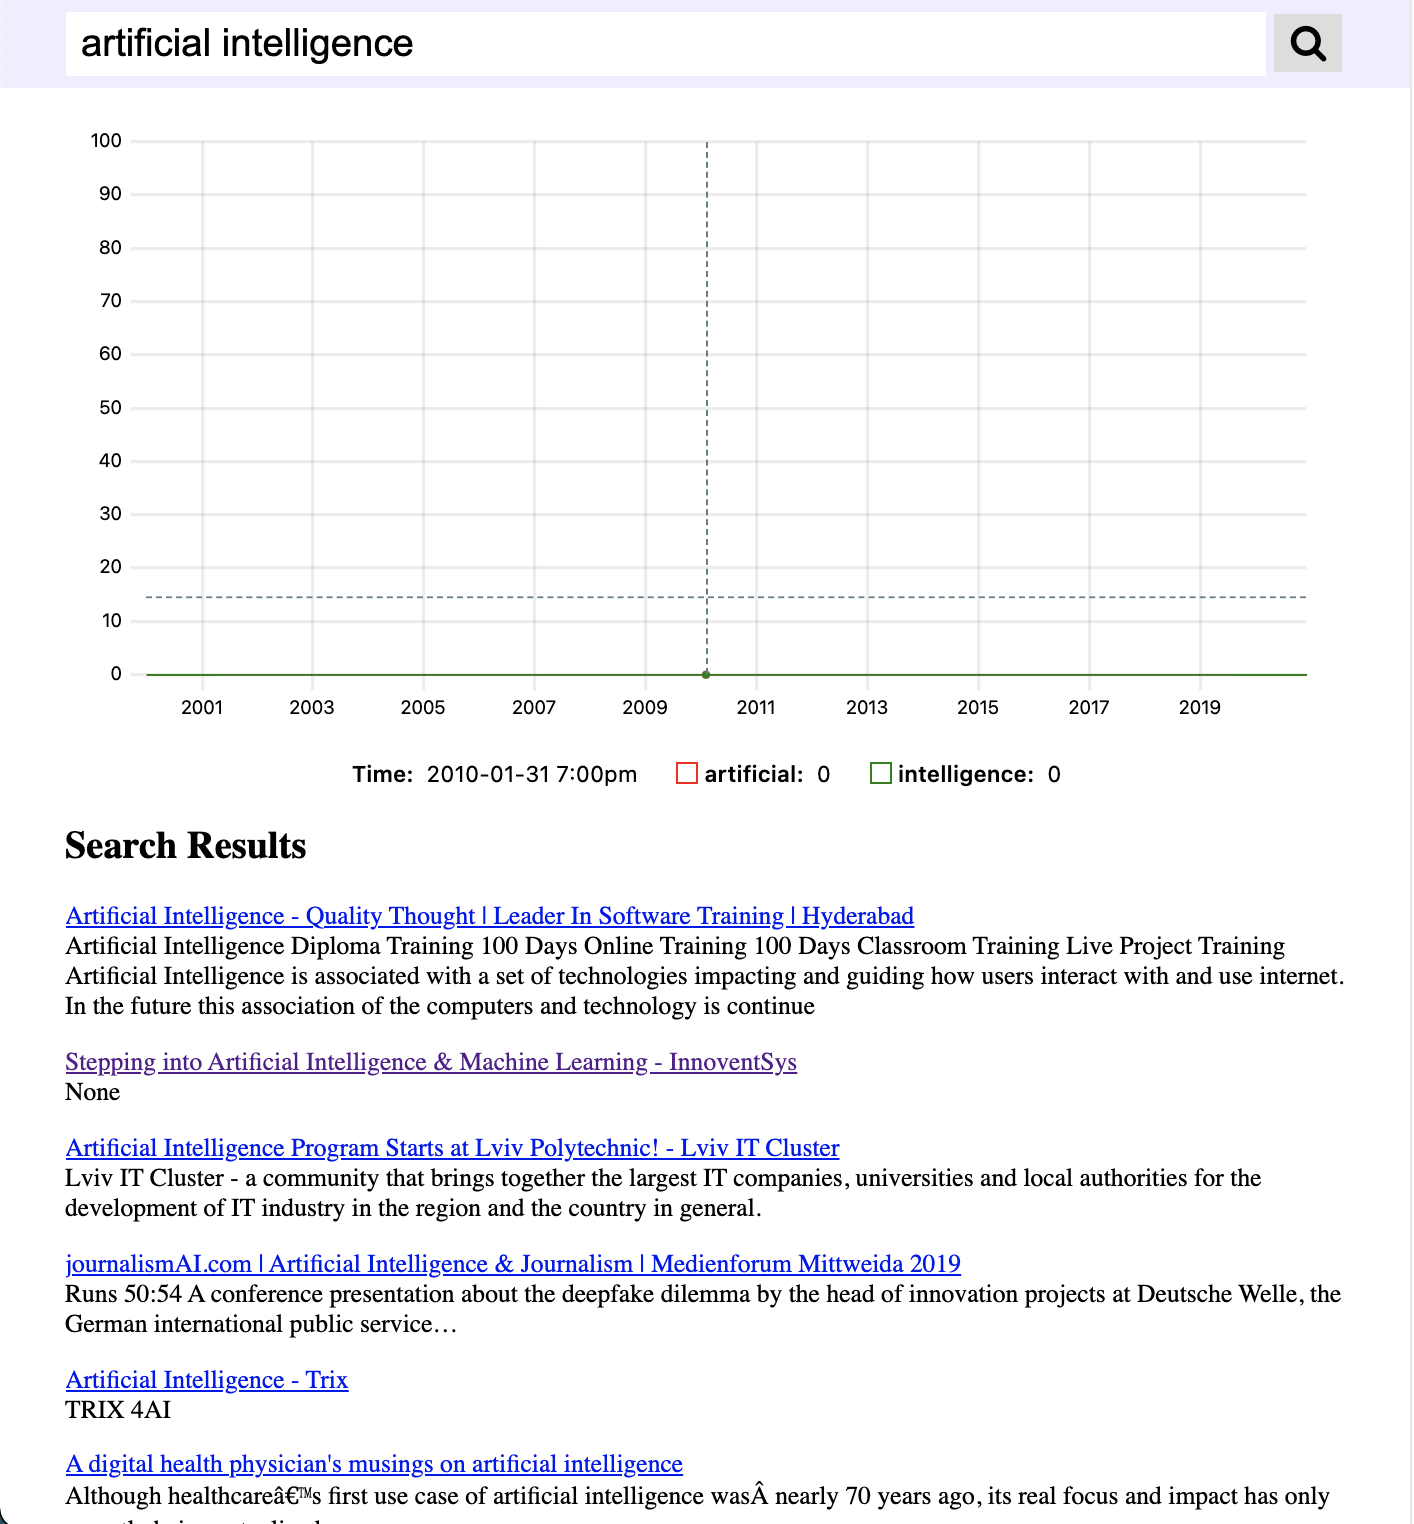 artificial intelligence
100
90
80
70
60
50
40
30
20
10
0
2001 2003 2005 2007 2009 2011 2013 2015 2017 2019
Time: 2010-01-31 7:00pm artificial: 0 intelligence: 0
Search Results
Artificial Intelligence - Quality Thought | Leader In Software Training | Hyderabad
Artificial Intelligence Diploma Training 100 Days Online Training 100 Days Classroom Training Live Project Training
Artificial Intelligence is associated with a set of technologies impacting and guiding how users interact with and use internet.
In the future this association of the computers and technology is continue
Stepping into Artificial Intelligence & Machine Learning - InnoventSys
None
Artificial Intelligence Program Starts at Lviv Polytechnic! - Lviv IT Cluster
Lviv IT Cluster - a community that brings together the largest IT companies, universities and local authorities for the
development of IT industry in the region and the country in general.
journalismAI.com | Artificial Intelligence & Journalism | Medienforum Mittweida 2019
Runs 50:54 A conference presentation about the deepfake dilemma by the head of innovation projects at Deutsche Welle, the
German international public service…
Artificial Intelligence - Trix
TRIX 4AI
A digital health physician's musings on artificial intelligence
Although healthcareâ€™s first use case of artificial intelligence wasÂ nearly 70 years ago, its real focus and impact has only